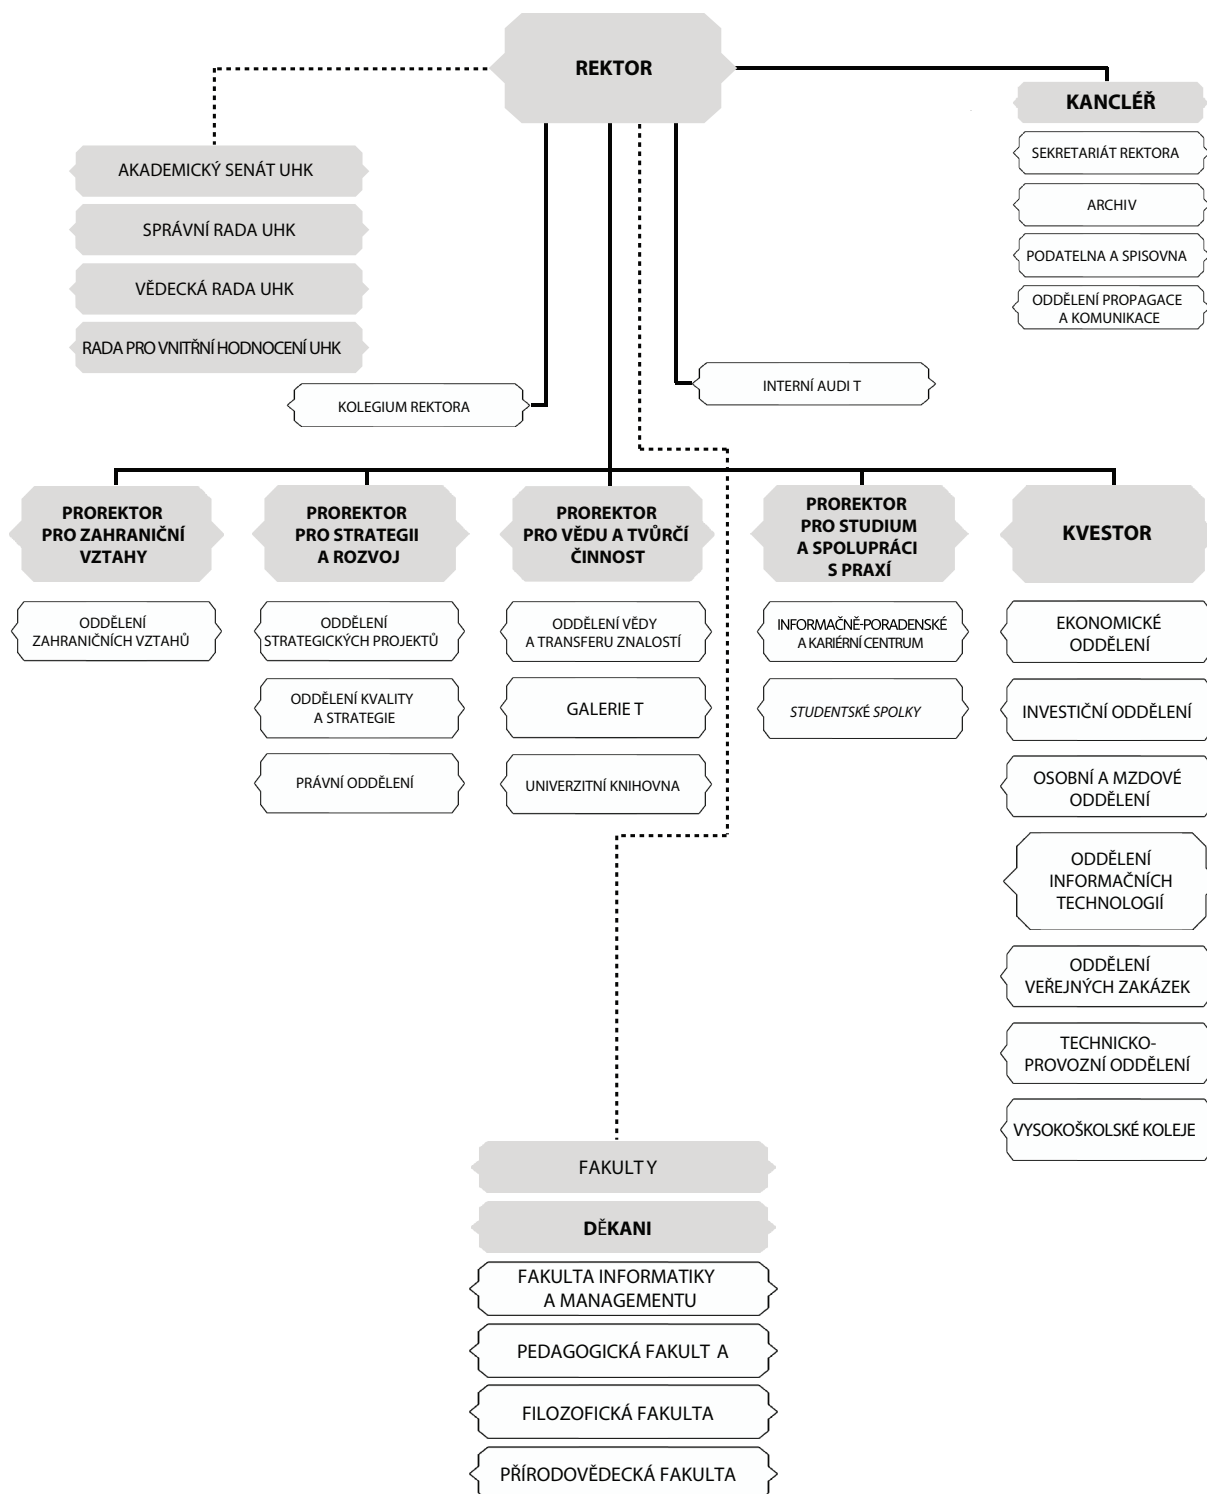 REKTOR
KANCLÉŘ
SEKRETARIÁT REKTORA
ARCHIV
PODATELNA A SPISOVNA
ODDĚLENÍ PROPAGACE
A KOMUNIKACE
AKADEMICKÝ SENÁT UHK
SPRÁVNÍ RADA UHK
VĚDECKÁ RADA UHK
RADA PRO VNITŘNÍ HODNOCENÍ UHK
KOLEGIUM REKTORA
INTERNÍ AUDI T
PROREKTOR
PRO ZAHRANIČNÍ
VZTAHY
ODDĚLENÍ
ZAHRANIČNÍCH VZTAHŮ
PROREKTOR
PRO STRATEGII
A ROZVOJ
ODDĚLENÍ
STRATEGICKÝCH PROJEKTŮ
ODDĚLENÍ KVALITY
A STRATEGIE
PRÁVNÍ ODDĚLENÍ
PROREKTOR
PRO VĚDU A TVŮRČÍ
ČINNOST
ODDĚLENÍ VĚDY
A TRANSFERU ZNALOSTÍ
GALERIE T
UNIVERZITNÍ KNIHOVNA
PROREKTOR
PRO STUDIUM
A SPOLUPRÁCI
S PRAXÍ
INFORMAČNĚ-PORADENSKÉ
A KARIÉRNÍ CENTRUM
STUDENTSKÉ SPOLKY
KVESTOR
EKONOMICKÉ
ODDĚLENÍ
INVESTIČNÍ ODDĚLENÍ
OSOBNÍ A MZDOVÉ
ODDĚLENÍ
ODDĚLENÍ
INFORMAČNÍCH
TECHNOLOGIÍ
ODDĚLENÍ
VEŘEJNÝCH ZAKÁZEK
TECHNICKO-
PROVOZNÍ ODDĚLENÍ
VYSOKOŠKOLSKÉ KOLEJE
FAKULT Y
DĚKANI
FAKULTA INFORMATIKY
A MANAGEMENTU
PEDAGOGICKÁ FAKULT A
FILOZOFICKÁ FAKULTA
PŘÍRODOVĚDECKÁ FAKULTA